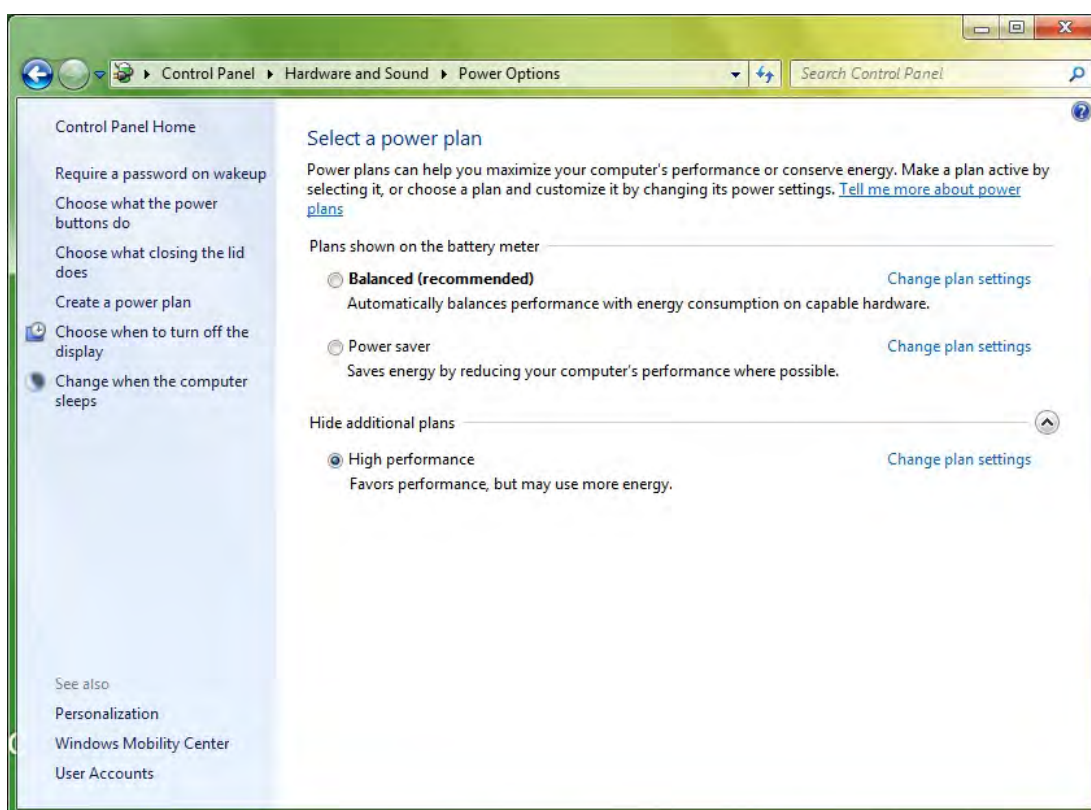 Control Panel ▸ Hardware and Sound ▸ Power Options
Search Control Panel
Control Panel Home
Require a password on wakeup
Choose what the power
buttons do
Choose what closing the lid
does
Create a power plan
Choose when to turn off the
display
Change when the computer
sleeps
See also
Personalization
Windows Mobility Center
User Accounts
Select a power plan
Power plans can help you maximize your computer's performance or conserve energy. Make a plan active by
selecting it, or choose a plan and customize it by changing its power settings. Tell me more about power
plans
Plans shown on the battery meter
Balanced (recommended) Change plan settings
Automatically balances performance with energy consumption on capable hardware.
Power saver Change plan settings
Saves energy by reducing your computer's performance where possible.
Hide additional plans
High performance Change plan settings
Favors performance, but may use more energy.